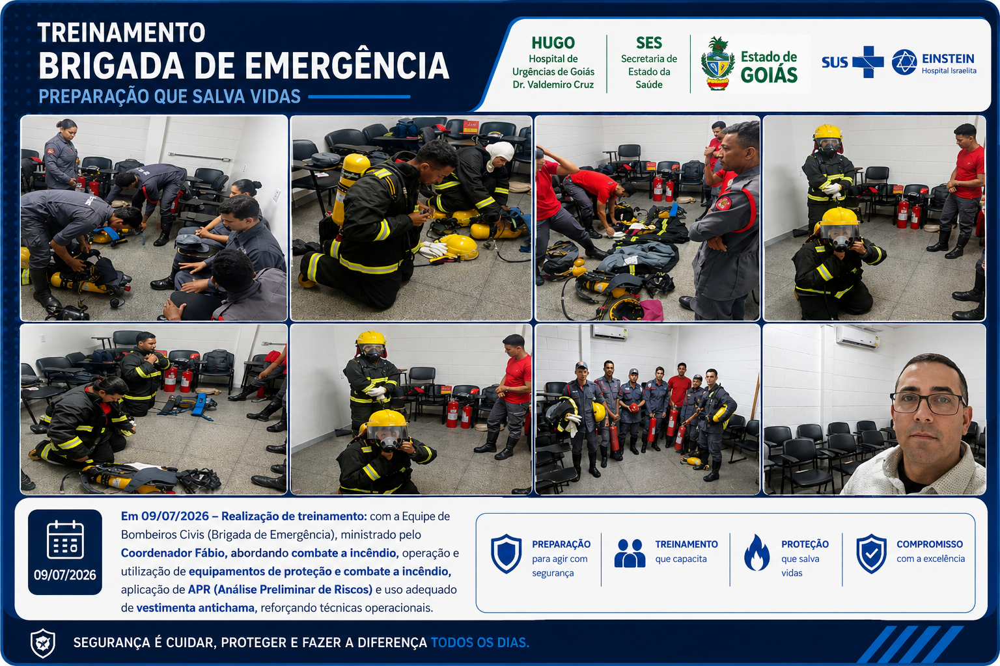 TREINAMENTO
BRIGADA DE EMERGÊNCIA
PREPARAÇÃO QUE SALVA VIDAS
HUGO
Hospital de
Urgências de Goiás
Dr. Valdemiro Cruz
SES
Secretaria de
Estado da
Saúde
Estado de
GOIÁS
SUS
EINSTEIN
Hospital Israelita
09/07/2026
Em 09/07/2026 – Realização de treinamento: com a Equipe de
Bombeiros Civis (Brigada de Emergência), ministrado pelo
Coordenador Fábio, abordando combate a incêndio, operação e
utilização de equipamentos de proteção e combate a incêndio,
aplicação de APR (Análise Preliminar de Riscos) e uso adequado
de vestimenta antichama, reforçando técnicas operacionais.
PREPARAÇÃO
para agir com
segurança
TREINAMENTO
que capacita
PROTEÇÃO
que salva
vidas
COMPROMISSO
com a excelência
SEGURANÇA É CUIDAR, PROTEGER E FAZER A DIFERENÇA TODOS OS DIAS.